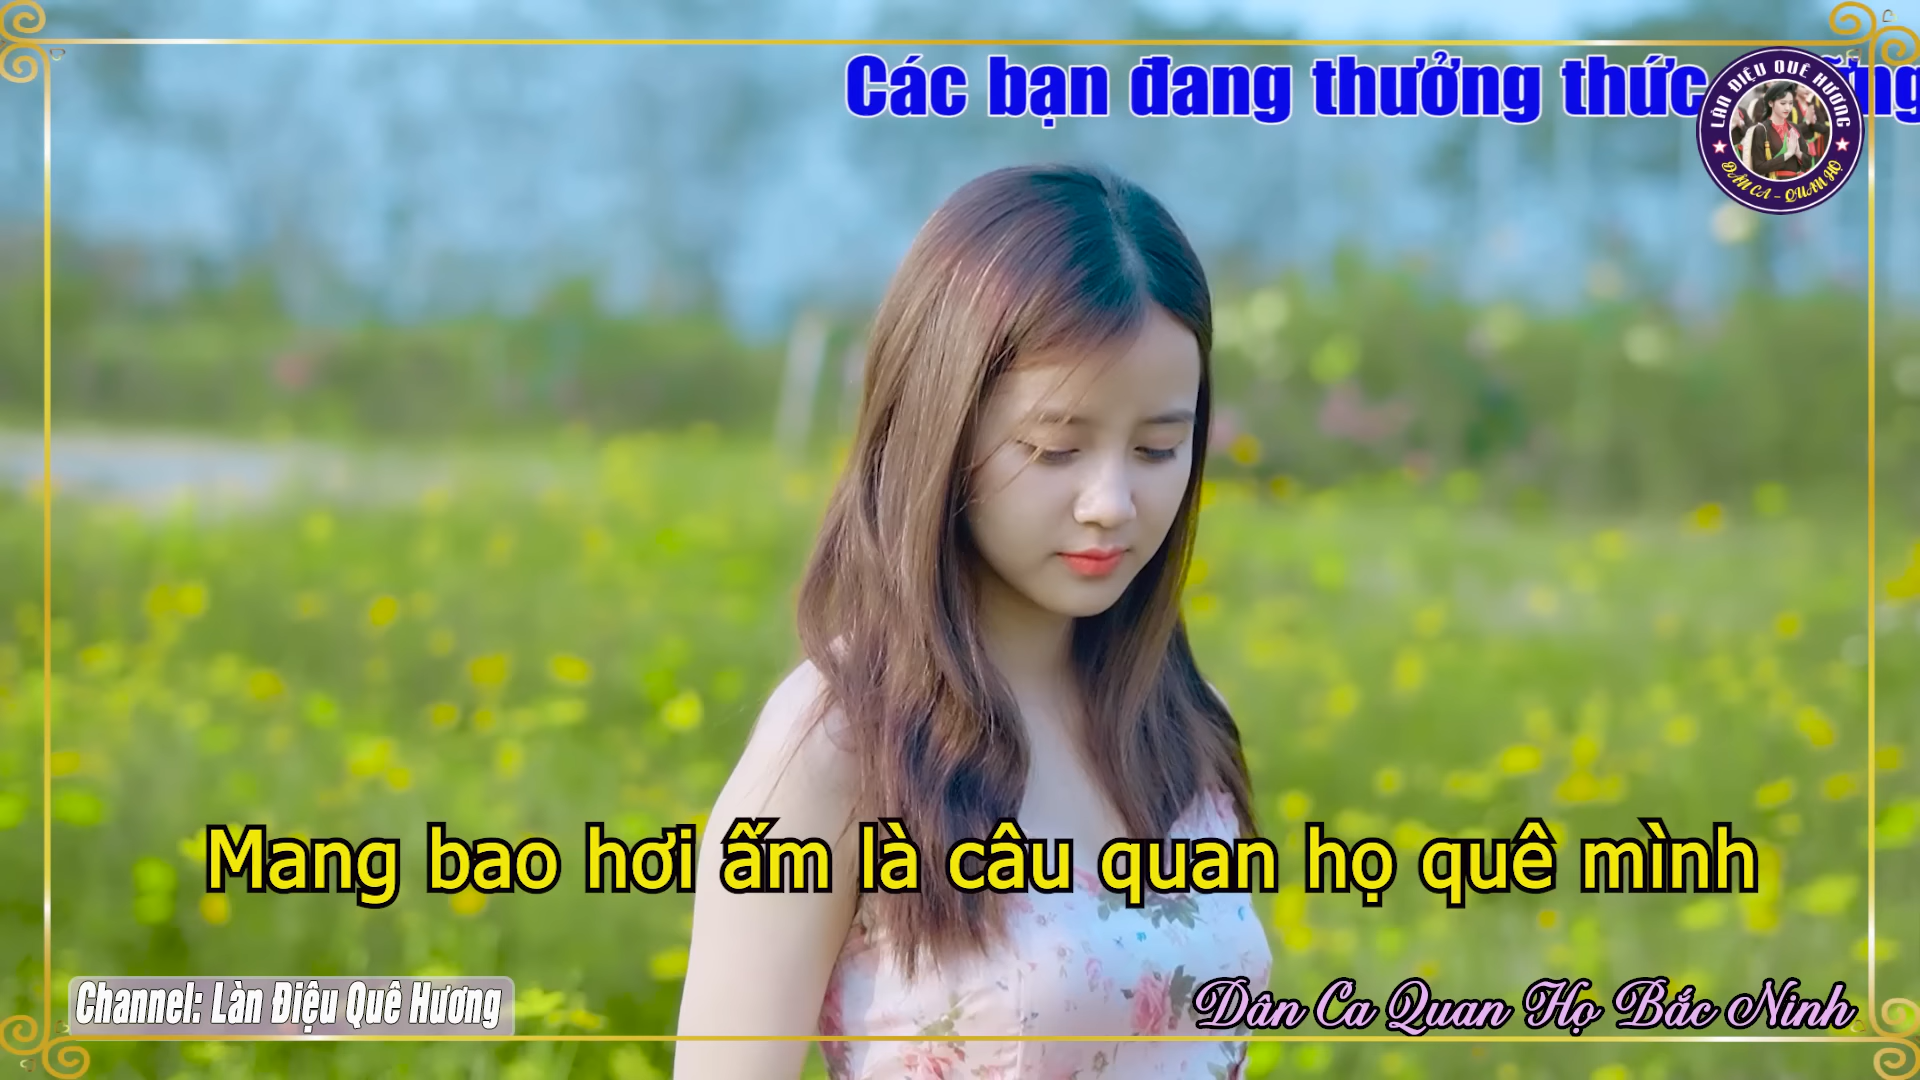 Các bạn đang thưởng thức
LÀN ĐIỆU QUÊ HƯƠNG
DÂN CA - QUAN HỌ
Mang bao hơi ấm là câu quan họ quê mình
Channel: Làn Điệu Quê Hương
Dân Ca Quan Họ Bắc Ninh